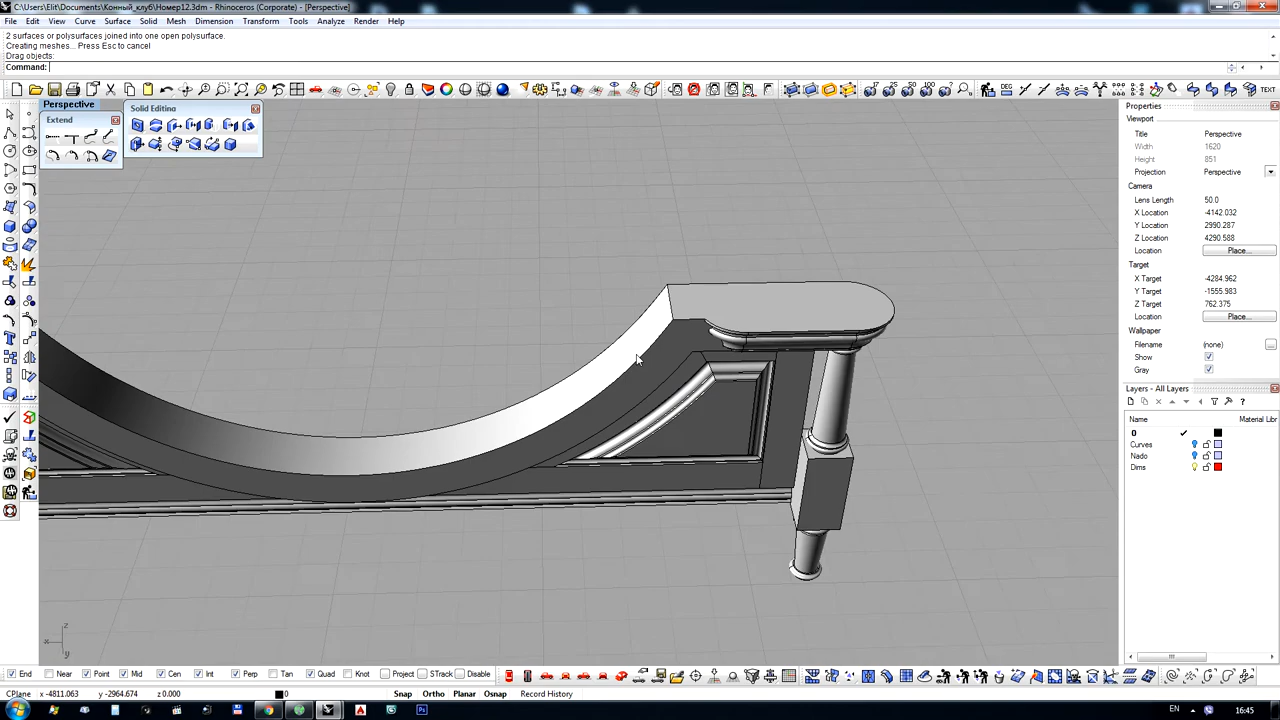 C:\Users\Elit\Documents\Конный_клуб\Номер12.3dm - Rhinoceros (Corporate) - [Perspective]
File Edit View Curve Surface Solid Mesh Dimension Transform Tools Analyze Render Help
2 surfaces or polysurfaces joined into one open polysurface.
Creating meshes... Press Esc to cancel
Drag objects:
Command:
TEXT
Perspective
Extend
Solid Editing
Properties
Viewport
Title Perspective
Width 1620
Height 851
Projection Perspective
Camera
Lens Length 50.0
X Location -4142.032
Y Location 2990.287
Z Location 4290.588
Location Place...
Target
X Target -4284.962
Y Target -1555.983
Z Target 762.375
Location Place...
Wallpaper
Filename (none) ...
Show
Gray
Layers - All Layers
Name Material Libr
0
Curves
Nado
Dims
z
x
y
End Near Point Mid Cen Int Perp Tan Quad Knot Project STrack Disable
CPlane x -4811.063 y -2964.674 z 0.000 0 Snap Ortho Planar Osnap Record History
EN 16:45